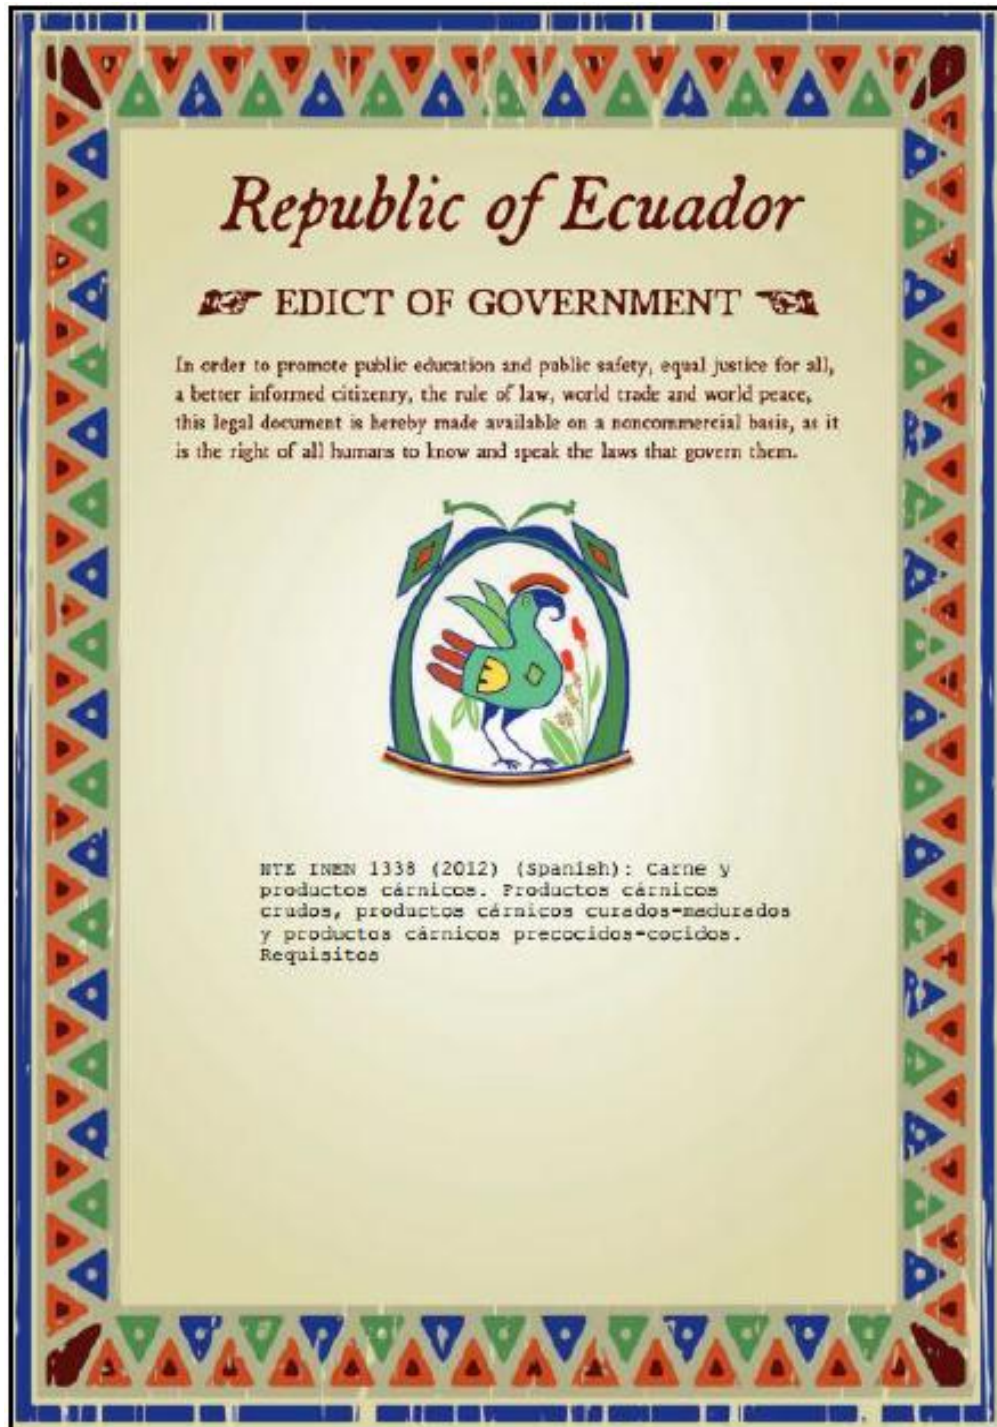 Republic of Ecuador
EDICT OF GOVERNMENT
In order to promote public education and public safety, equal justice for all,
a better informed citizenry, the rule of law, world trade and world peace,
this legal document is hereby made available on a noncommercial basis, as it
is the right of all humans to know and speak the laws that govern them.
NTE INEN 1338 (2012) (Spanish): Carne y
productos cárnicos. Productos cárnicos
crudos, productos cárnicos curados-madurados
y productos cárnicos precocidos-cocidos.
Requisitos